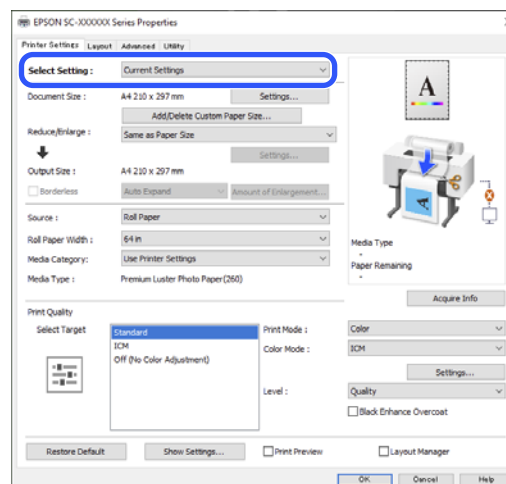 EPSON SC-XXXXXX Series Properties
Printer Settings Layout Advanced Utility
Select Setting : Current Settings
Document Size : A4 210 x 297 mm Settings...
Add/Delete Custom Paper Size...
Reduce/Enlarge : Same as Paper Size
Settings...
Output Size : A4 210 x 297 mm
Borderless Auto Expand Amount of Enlargement...
Source : Roll Paper
Roll Paper Width : 64 in
Media Category: Use Printer Settings
Media Type : Premium Luster Photo Paper(260)
A
A
Media Type
-
Paper Remaining
-
Acquire Info
Print Quality
Select Target
Standard
ICM
Off (No Color Adjustment)
Print Mode : Color
Color Mode : ICM
Settings...
Level : Quality
Black Enhance Overcoat
Restore Default Show Settings... Print Preview Layout Manager
OK Cancel Help